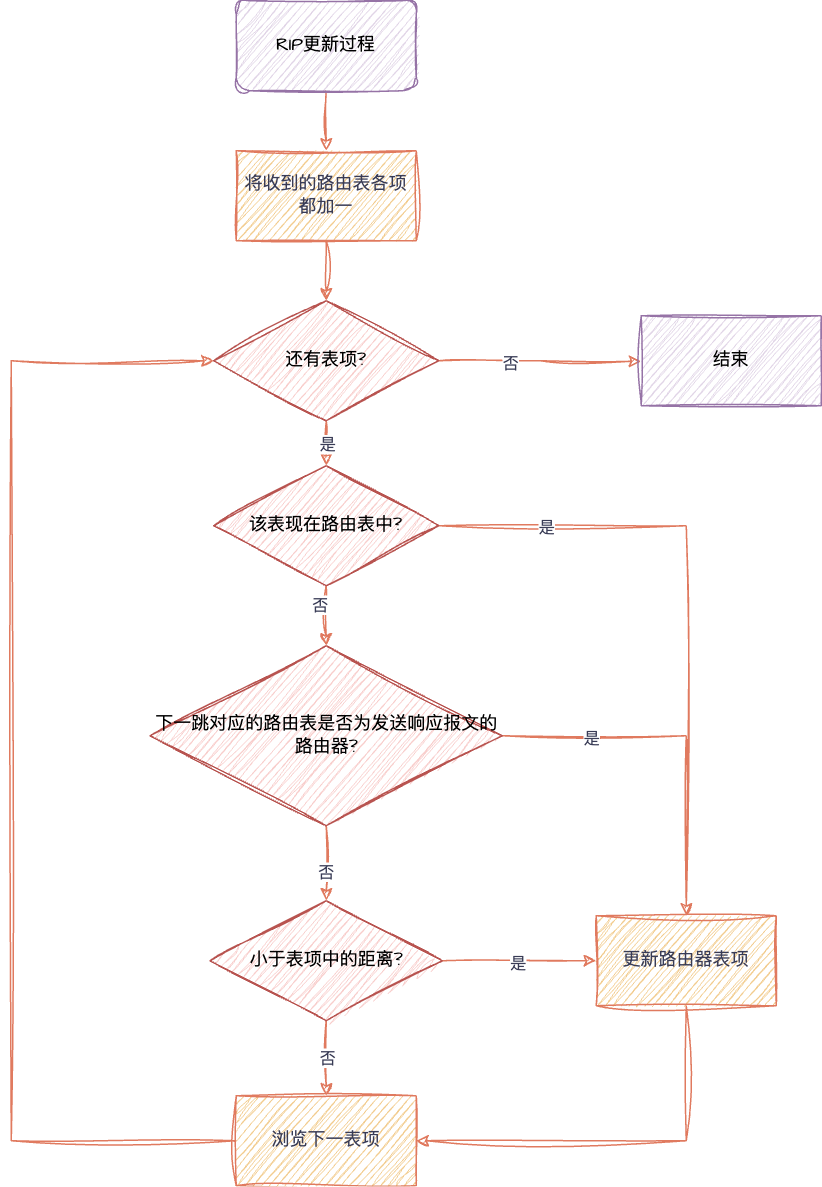 RIP更新过程
将收到的路由表各项
都加一
还有表项?
否
结束
是
该表现在路由表中?
是
否
下一跳对应的路由表是否为发送响应报文的
路由器?
是
否
小于表项中的距离?
是
更新路由器表项
否
浏览下一表项